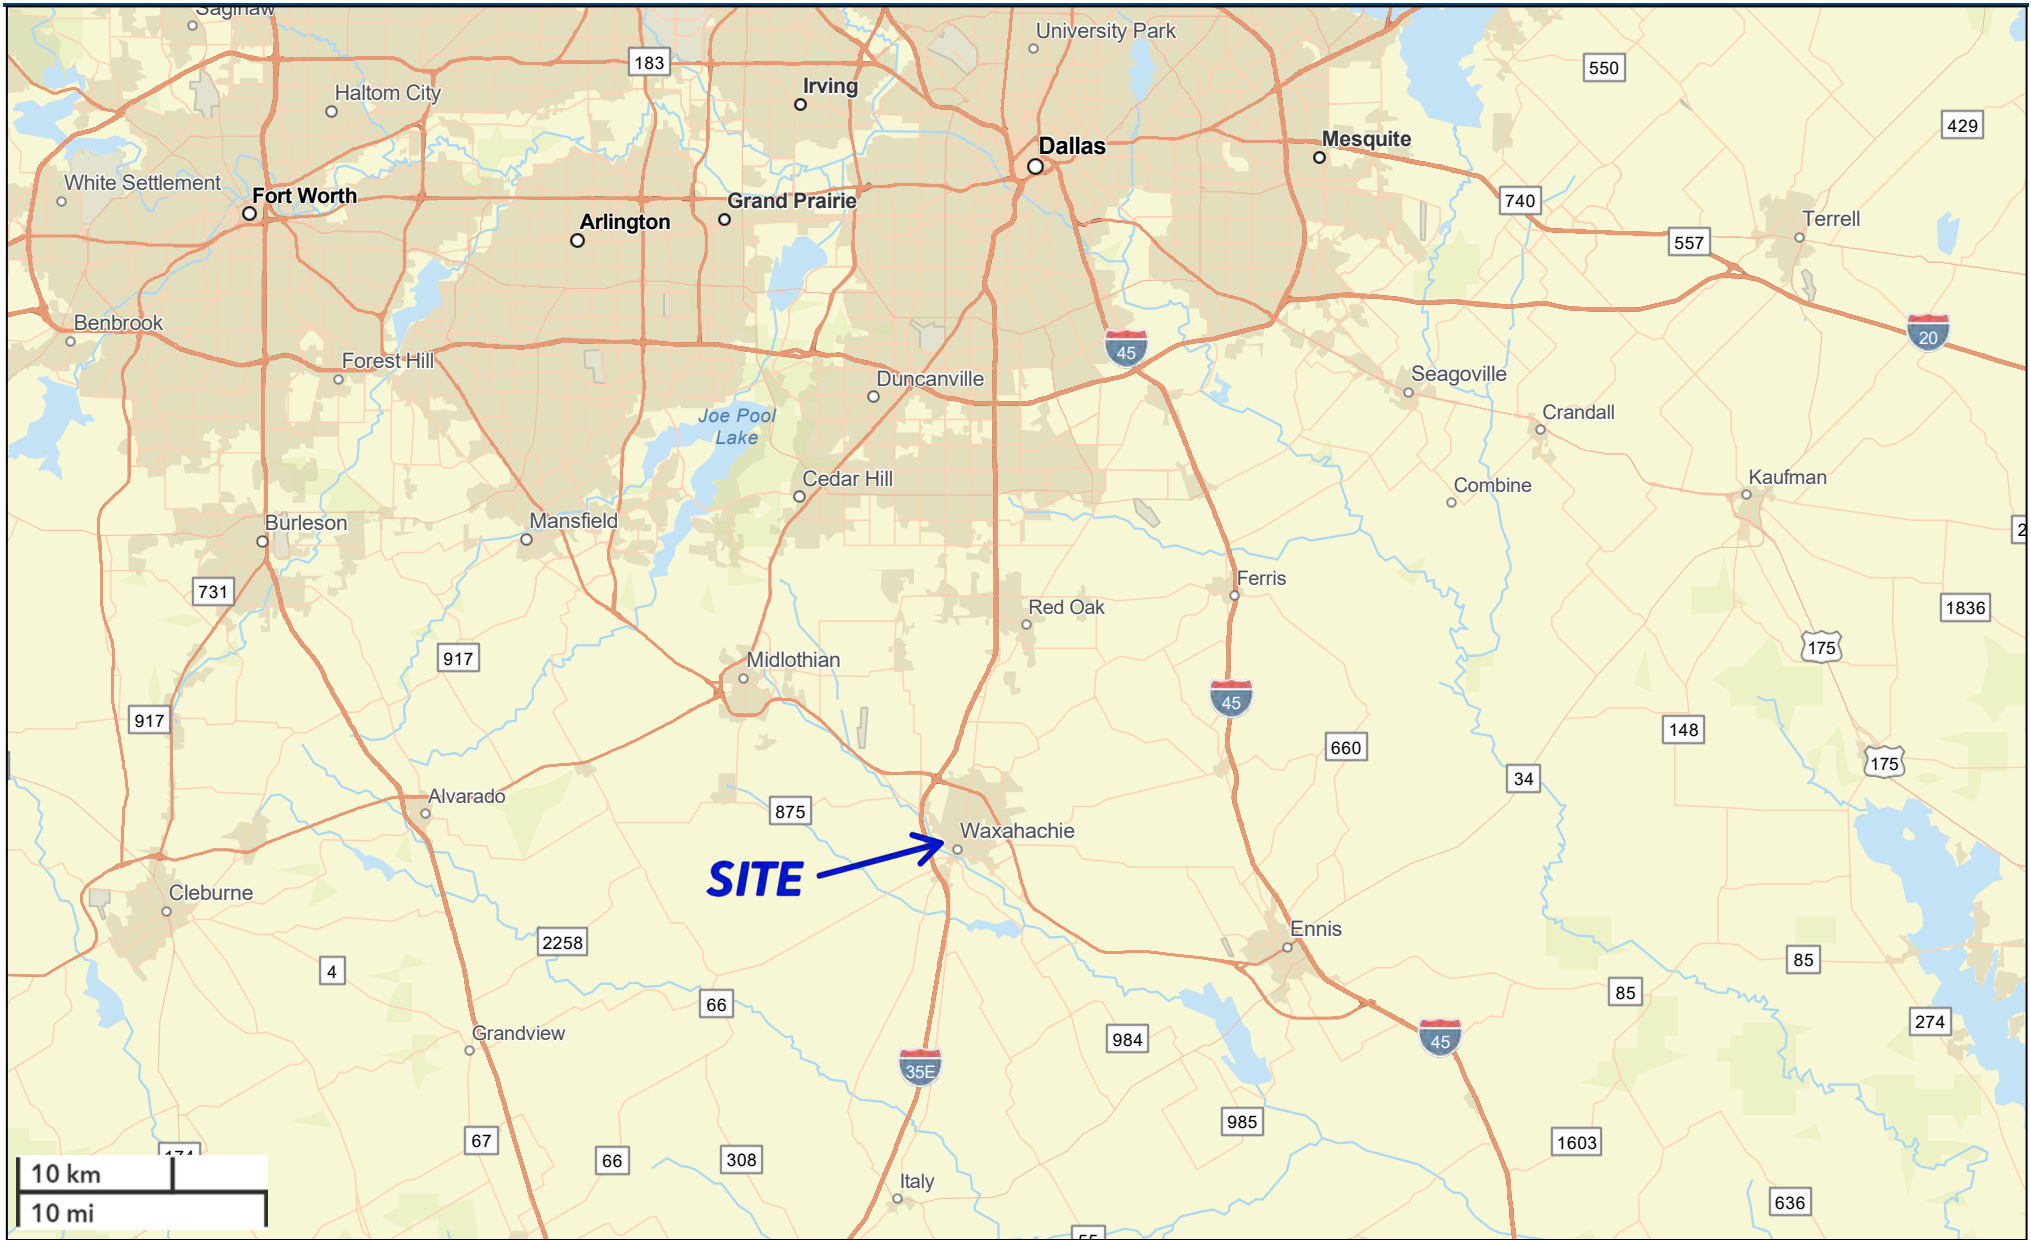 Saginaw
University Park
183
550
Irving
Haltom City
429
Mesquite
Dallas
White Settlement
Fort Worth
Grand Prairie
740
Arlington
Terrell
557
Benbrook
20
45
Forest Hill
Duncanville
Seagoville
Joe Pool
Lake
Crandall
Cedar Hill
Kaufman
Combine
Burleson
Mansfield
2
Ferris
731
Red Oak
1836
917
175
Midlothian
45
917
148
660
175
34
Alvarado
875
Waxahachie
SITE
Cleburne
Ennis
2258
85
4
85
66
274
Grandview
984
45
35E
985
67
1603
174
66
308
10 km
Italy
636
10 mi
55